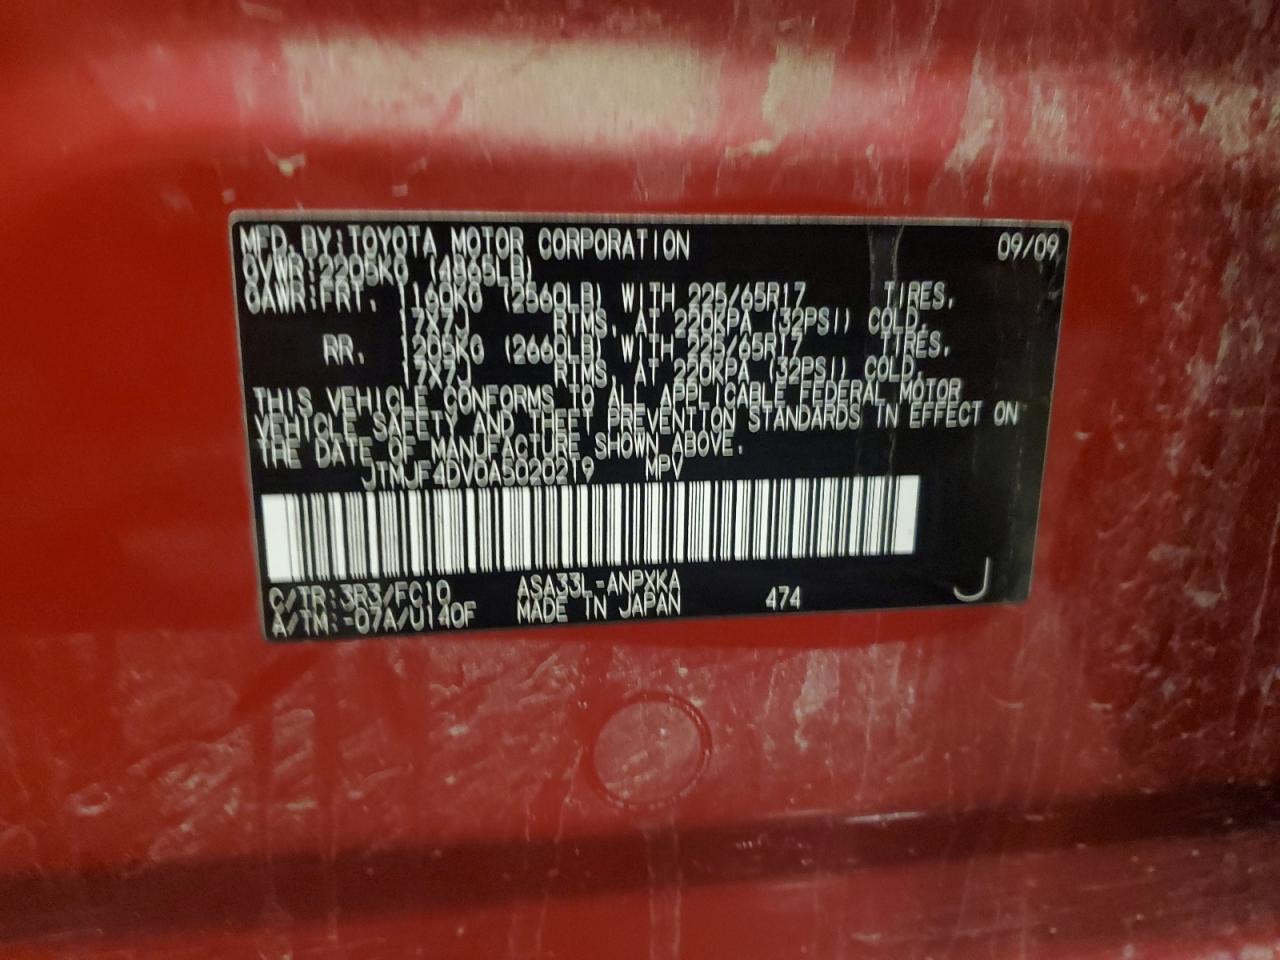 MFD. BY: TOYOTA MOTOR CORPORATION 09/09
GVWR: 2205KG (4865LB)
GAWR: FRT. 1160KG (2560LB) WITH 225/65R17 TIRES,
17X7J RIMS, AT 220KPA (32PSI) COLD,
RR. 1205KG (2660LB) WITH 225/65R17 TIRES,
17X7J RIMS, AT 220KPA (32PSI) COLD,
THIS VEHICLE CONFORMS TO ALL APPLICABLE FEDERAL MOTOR
VEHICLE SAFETY AND THEFT PREVENTION STANDARDS IN EFFECT ON
THE DATE OF MANUFACTURE SHOWN ABOVE.
JTMJF4DV0A5020219 MPV
C/TR: 3R3/FC10 ASA33L-ANPXKA 474 J
A/TM: -07A/U140F MADE IN JAPAN